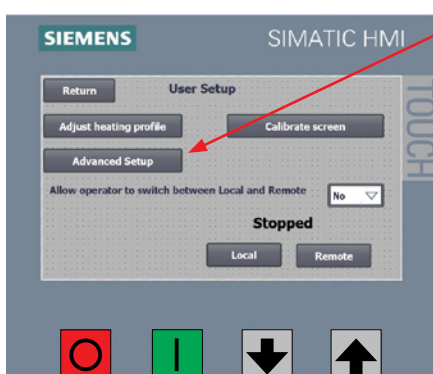 SIEMENS SIMATIC HMI
TOUCH
Return User Setup
Adjust heating profile Calibrate screen
Advanced Setup
Allow operator to switch between Local and Remote No
Stopped
Local Remote